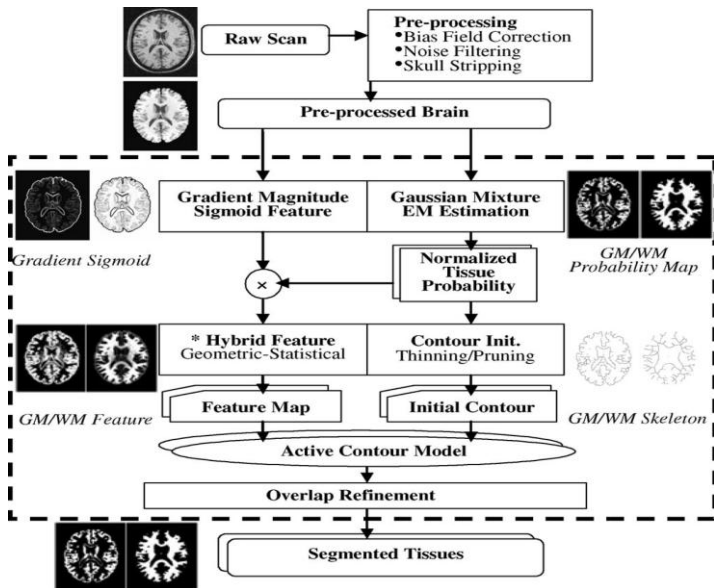 Raw Scan
Pre-processing
•Bias Field Correction
•Noise Filtering
•Skull Stripping
Pre-processed Brain
Gradient Magnitude
Sigmoid Feature
Gaussian Mixture
EM Estimation
Gradient Sigmoid
GM/WM
Probability Map
Normalized
Tissue
Probability
×
* Hybrid Feature
Geometric-Statistical
Contour Init.
Thinning/Pruning
GM/WM Feature
Feature Map
Initial Contour
GM/WM Skeleton
Active Contour Model
Overlap Refinement
Segmented Tissues